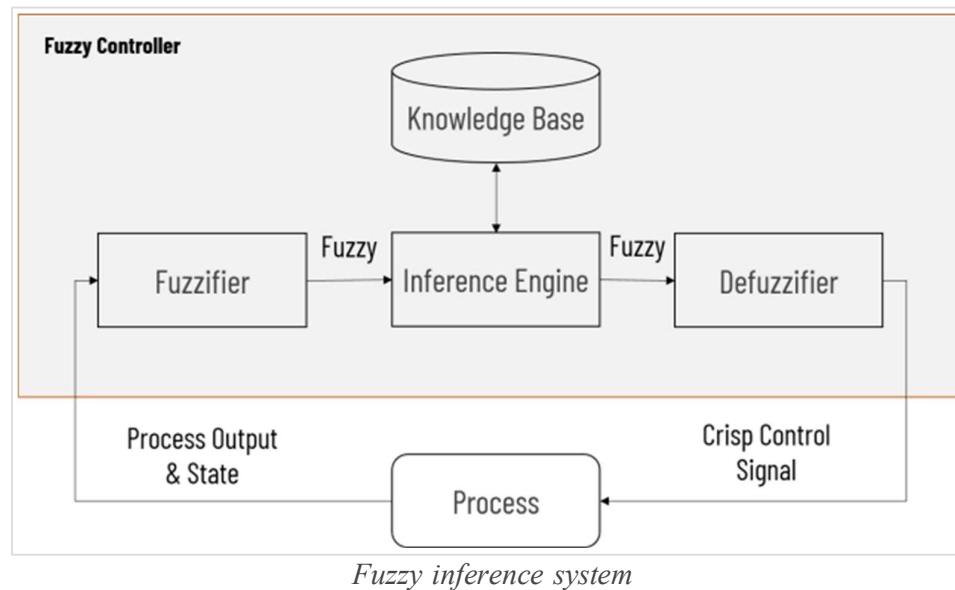 Fuzzy Controller
Knowledge Base
Fuzzifier
Fuzzy
Inference Engine
Fuzzy
Defuzzifier
Process Output
& State
Crisp Control
Signal
Process
Fuzzy inference system